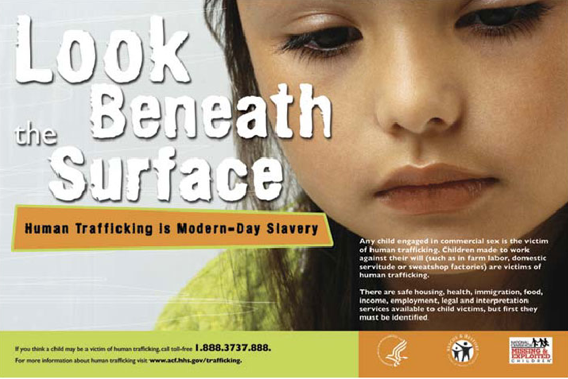 Look
Beneath
the
Surface
Human Trafficking Is Modern-Day Slavery
Any child engaged in commercial sex is the victim
of human trafficking. Children made to work
against their will (such as in farm labor, domestic
servitude or sweatshop factories) are victims of
human trafficking.
There are safe housing, health, immigration, food,
income, employment, legal and interpretation
services available to child victims, but first they
must be identified.
If you think a child may be a victim of human trafficking, call toll-free 1.888.3737.888.
For more information about human trafficking visit www.acf.hhs.gov/trafficking.
NATIONAL
MISSING &
EXPLOITED
CHILDREN